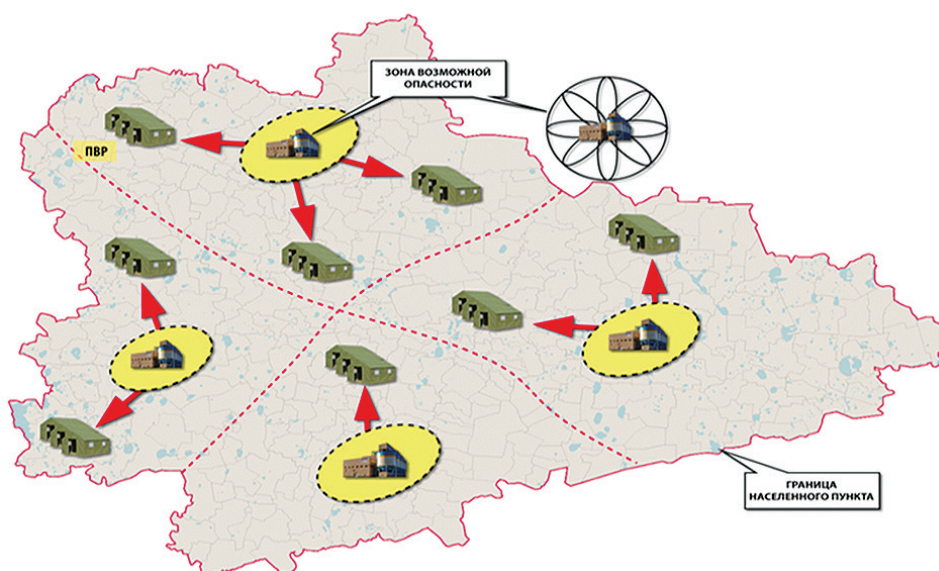 ЗОНА ВОЗМОЖНОЙ
ОПАСНОСТИ
ПВР
ГРАНИЦА
НАСЕЛЕННОГО ПУНКТА